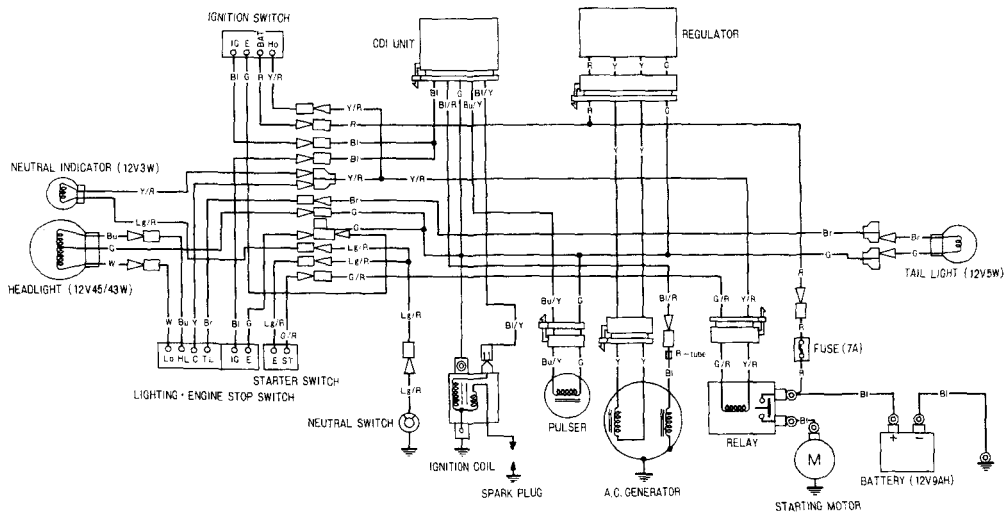 IGNITION SWITCH
IG E BAT Ho
Bl G R Y/R
CDI UNIT
Bl Bl/R G Bu/Y Bl/Y
REGULATOR
R Y Y G
R Y Y G
Y/R
R
Bl
Bl
Y/R Y/R Y/R
Br
G
G
Lg/R
Lg/R
G/R
NEUTRAL INDICATOR (12V3W)
Y/R
Lg/R
Bu
G
W
HEADLIGHT (12V45/43W)
W Bu Y Br Bl G Lg/R G/R
Lo HL C TL IG E E ST
STARTER SWITCH
LIGHTING · ENGINE STOP SWITCH
Lg/R
Lg/R
NEUTRAL SWITCH
Bl/Y
IGNITION COIL
SPARK PLUG
Bu/Y G
Bu/Y G
PULSER
Y Y
Bl/R
R-tube
Bl
A.C. GENERATOR
G/R Y/R
G/R Y/R
RELAY
Br Br
G G
TAIL LIGHT (12V5W)
R
R
FUSE (7A)
R
Bl Bl
Bl
M
STARTING MOTOR
+ −
BATTERY (12V9AH)